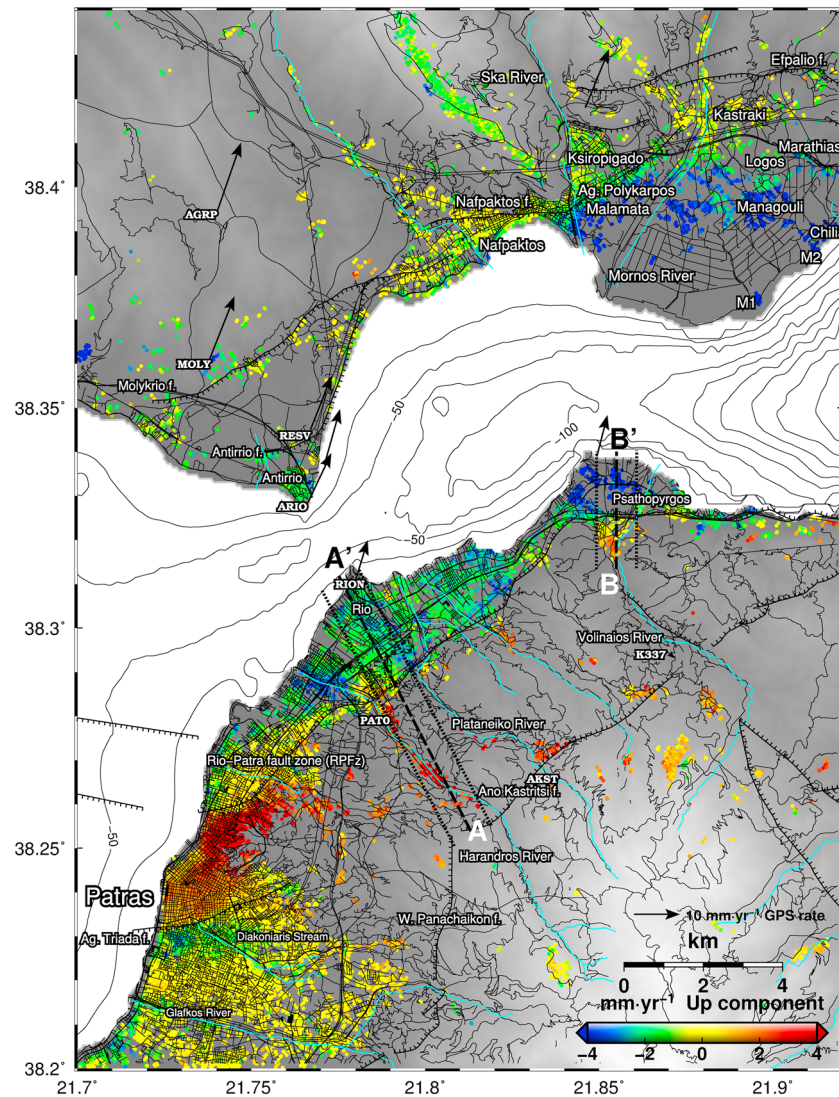 Efpalio f.
Ska River
Kastraki
Marathias
Ksiropigado
Logos
38.4°
Ag. Polykarpos
Nafpaktos f.
Malamata
Managouli
AGRP
Nafpaktos
Chili
M2
Mornos River
M1
MOLY
Molykrio f.
38.35°
−50
RESV
−100
B'
Antirrio f.
Antirrio
Psathopyrgos
ARIO
−50
A'
RION
B
Rio
38.3°
Volinaios River
K337
PAT0
Plataneiko River
Rio−Patra fault zone (RPFz)
AKST
Ano Kastritsi f.
−50
A
38.25°
Harandros River
Patras
10 mm·yr⁻¹ GPS rate
W. Panachaikon f.
Ag. Triada f.
Diakoniaris Stream
km
0 2 4
mm·yr⁻¹ Up component
Glafkos River
−4 −2 0 2 4
38.2°
21.7° 21.75° 21.8° 21.85° 21.9°